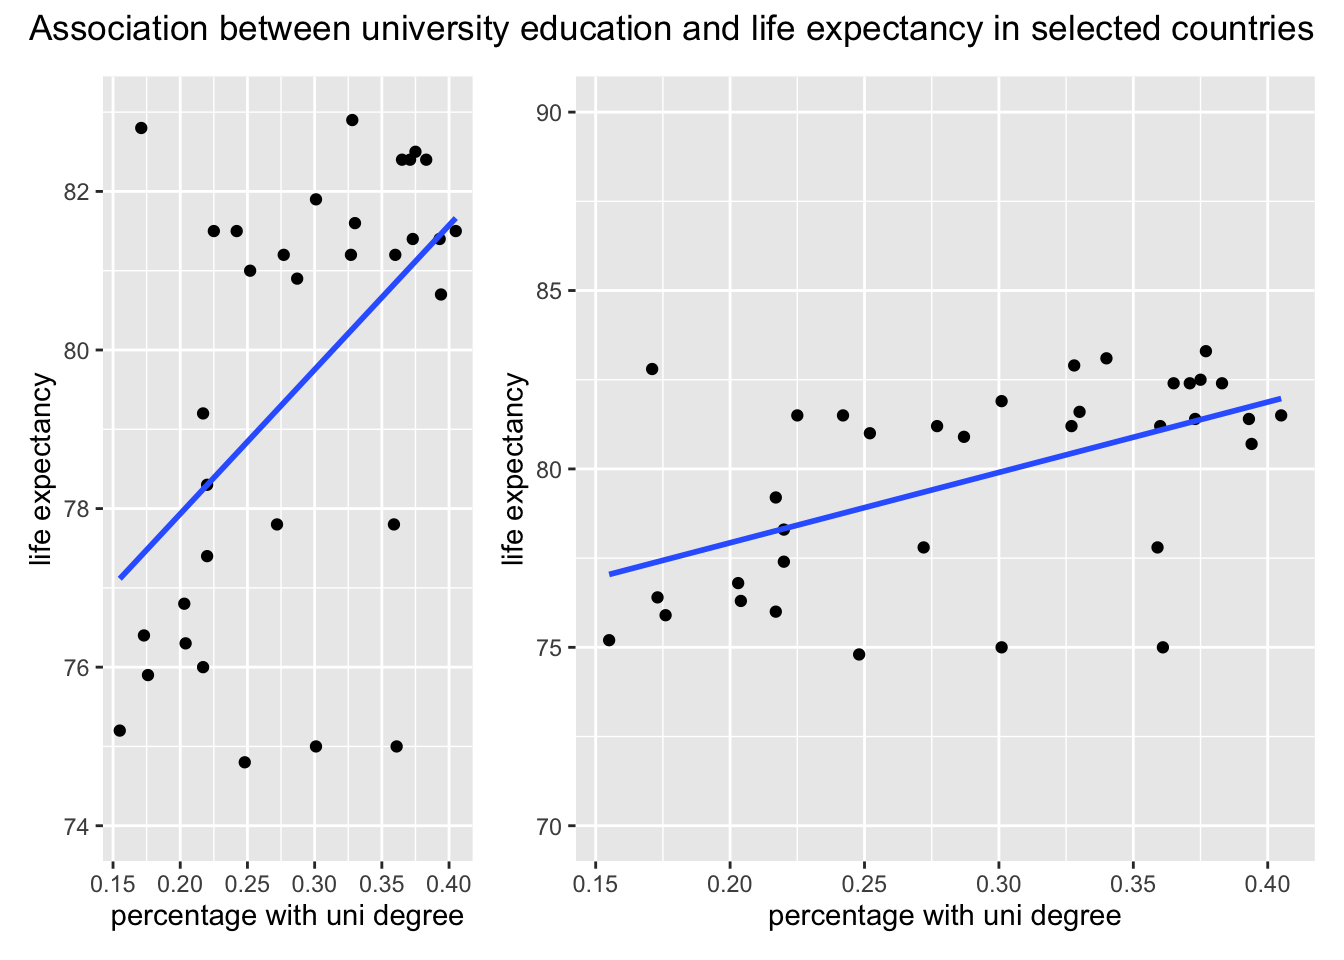 Association between university education and life expectancy in selected countries
82
80
78
76
74
life expectancy
0.15 0.20 0.25 0.30 0.35 0.40
percentage with uni degree
90
85
80
75
70
life expectancy
0.15 0.20 0.25 0.30 0.35 0.40
percentage with uni degree